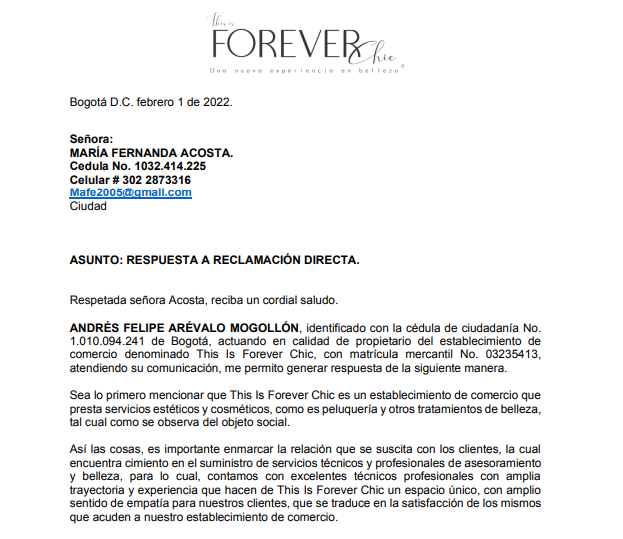 This is
FOREVER
Chic
Una nueva experiencia en belleza
Bogotá D.C. febrero 1 de 2022.
Señora:
MARÍA FERNANDA ACOSTA.
Cedula No. 1032.414.225
Celular # 302 2873316
Mafe2005@gmail.com
Ciudad
ASUNTO: RESPUESTA A RECLAMACIÓN DIRECTA.
Respetada señora Acosta, reciba un cordial saludo.
ANDRÉS FELIPE ARÉVALO MOGOLLÓN, identificado con la cédula de ciudadanía No.
1.010.094.241 de Bogotá, actuando en calidad de propietario del establecimiento de
comercio denominado This Is Forever Chic, con matrícula mercantil No. 03235413,
atendiendo su comunicación, me permito generar respuesta de la siguiente manera.
Sea lo primero mencionar que This Is Forever Chic es un establecimiento de comercio que
presta servicios estéticos y cosméticos, como es peluquería y otros tratamientos de belleza,
tal cual como se observa del objeto social.
Así las cosas, es importante enmarcar la relación que se suscita con los clientes, la cual
encuentra cimiento en el suministro de servicios técnicos y profesionales de asesoramiento
y belleza, para lo cual, contamos con excelentes técnicos profesionales con amplia
trayectoria y experiencia que hacen de This Is Forever Chic un espacio único, con amplio
sentido de empatía para nuestros clientes, que se traduce en la satisfacción de los mismos
que acuden a nuestro establecimiento de comercio.